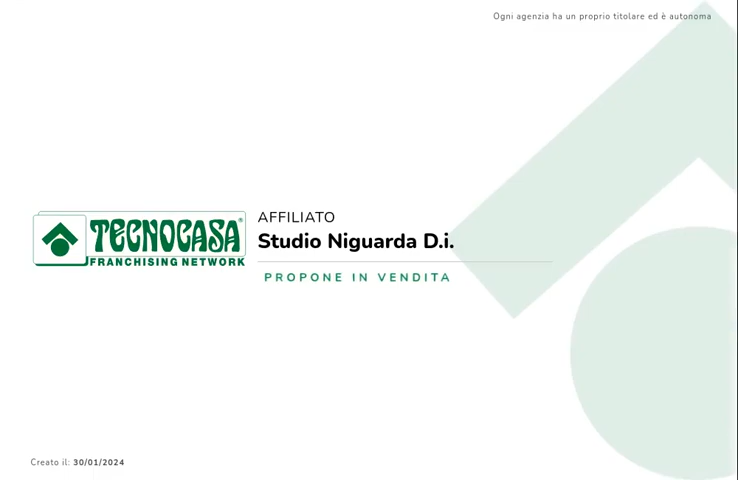 Ogni agenzia ha un proprio titolare ed è autonoma
TECNOCASA®
FRANCHISING NETWORK
AFFILIATO
Studio Niguarda D.i.
PROPONE IN VENDITA
Creato il: 30/01/2024